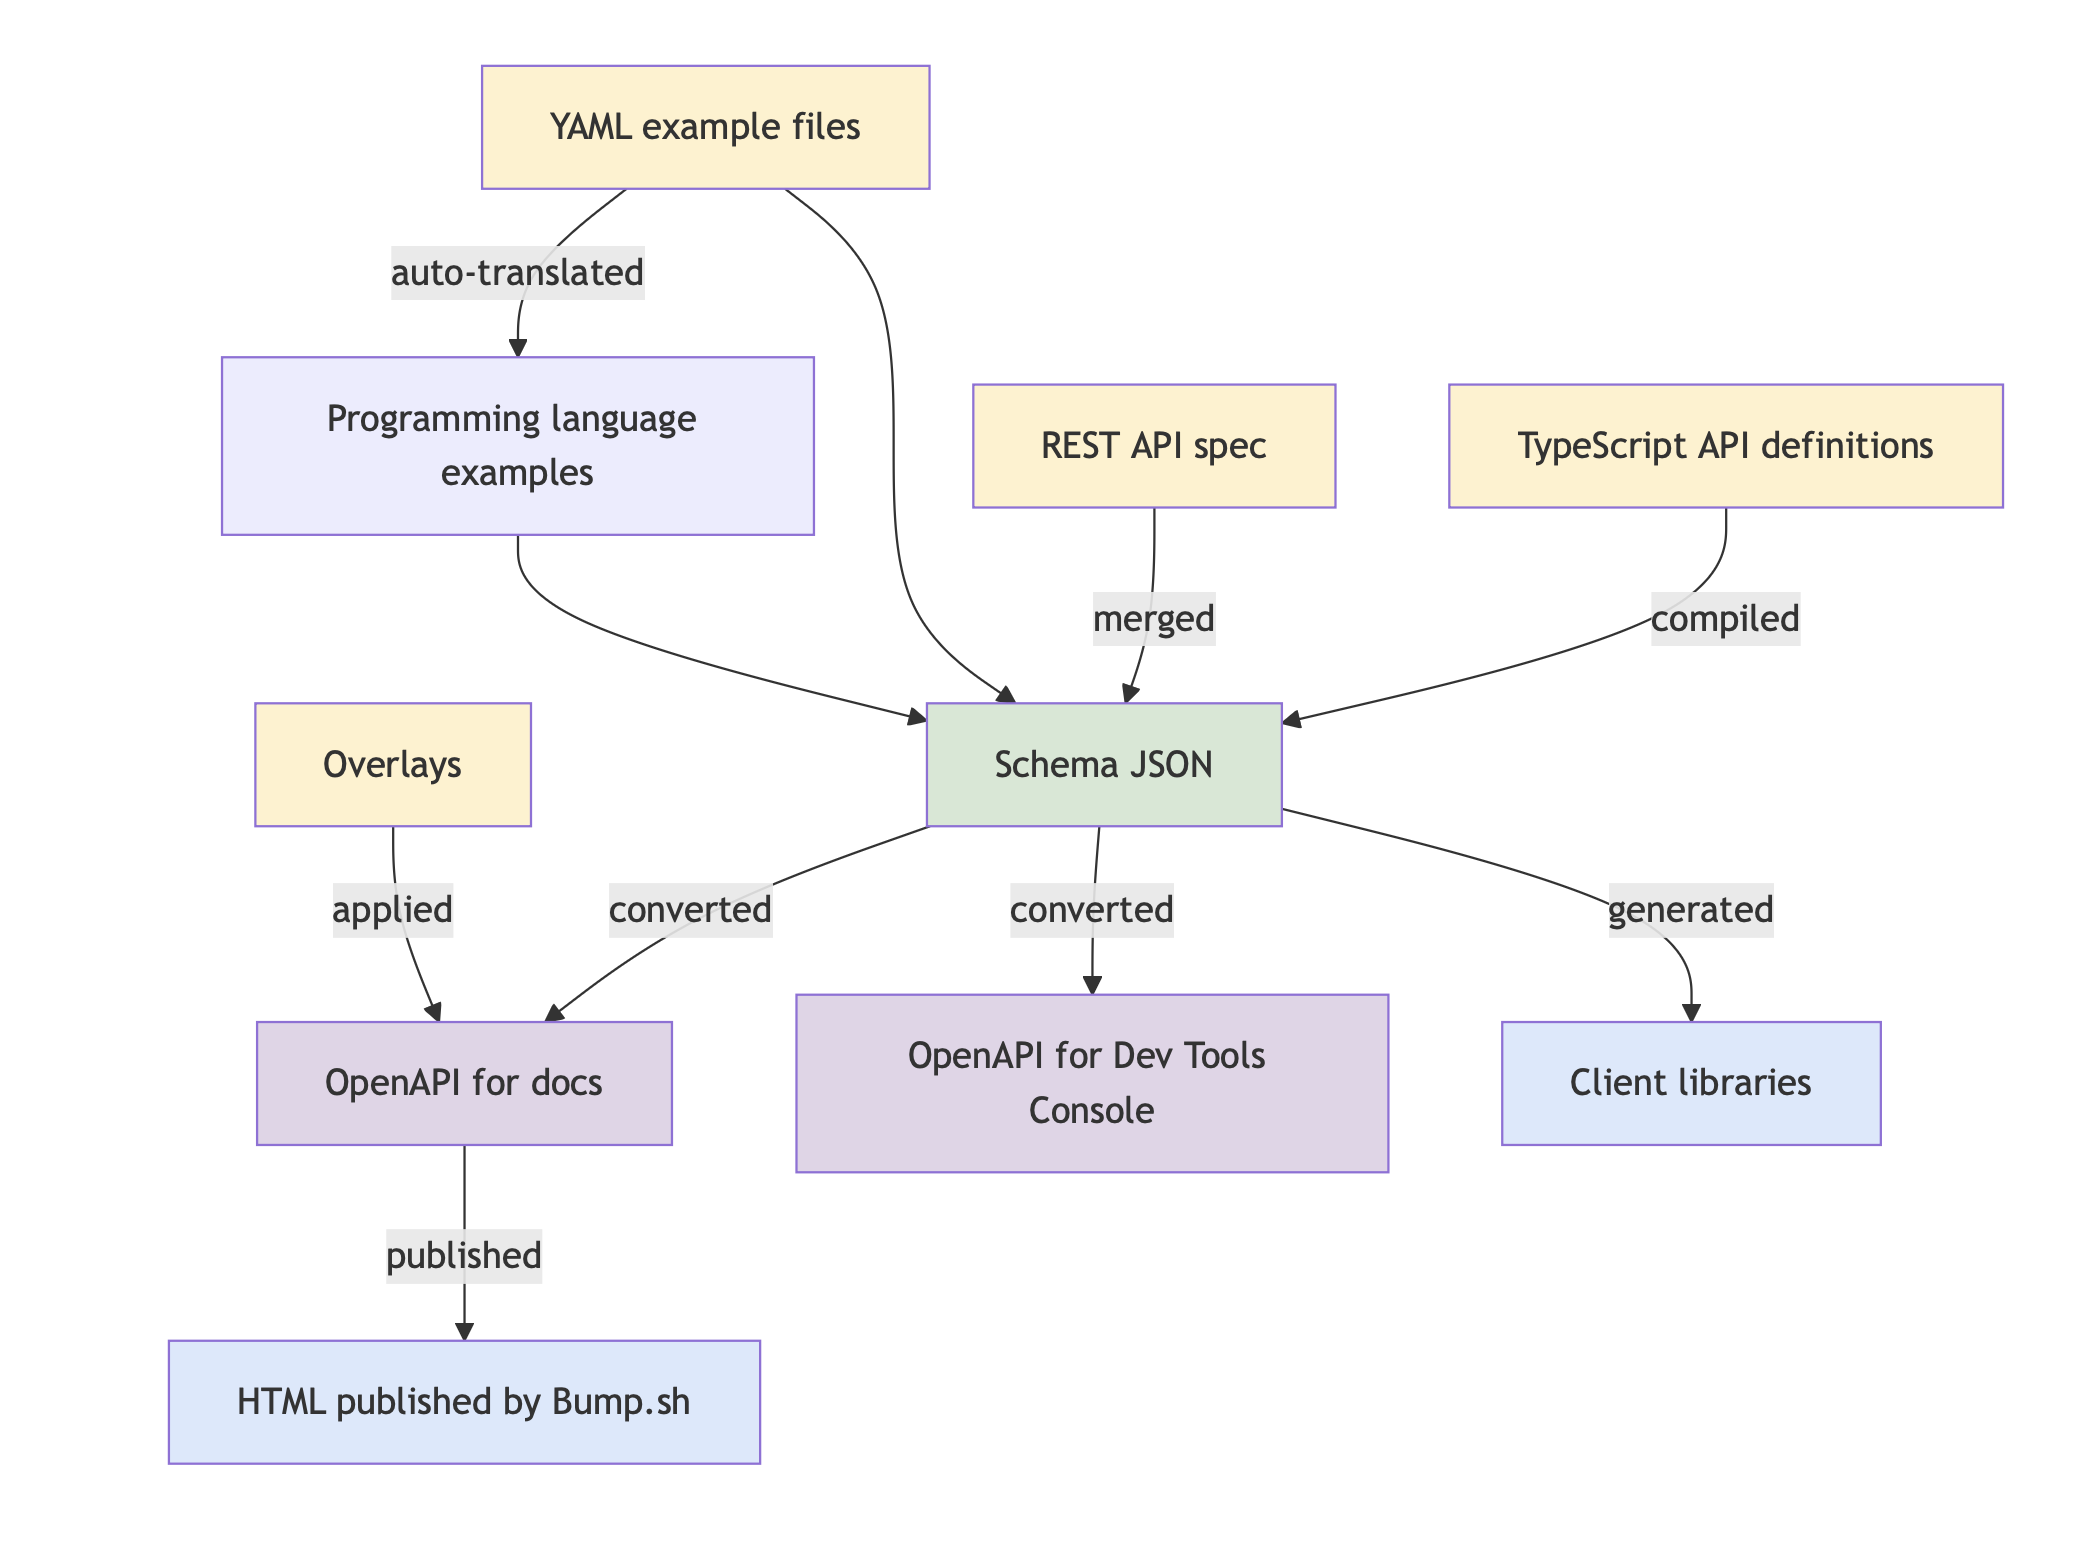 YAML example files
auto-translated
Programming language
examples
REST API spec
TypeScript API definitions
merged
compiled
Overlays
Schema JSON
applied
converted
converted
generated
OpenAPI for docs
OpenAPI for Dev Tools
Console
Client libraries
published
HTML published by Bump.sh